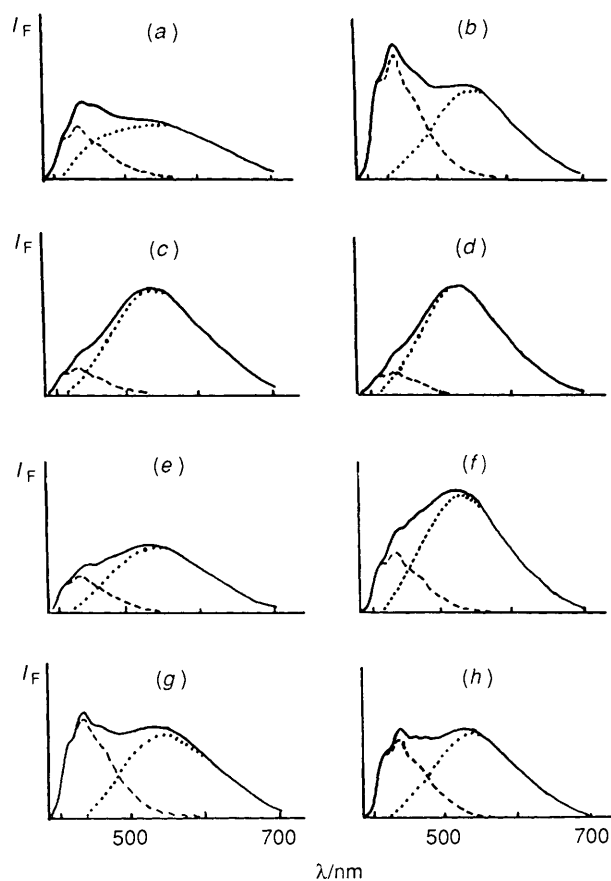 I_F (a) (b)
I_F (c) (d)
I_F (e) (f)
I_F (g) (h)
500 700 500 700
λ/nm